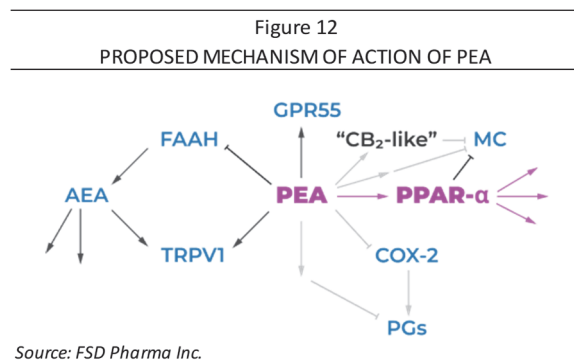 Figure 12
PROPOSED MECHANISM OF ACTION OF PEA
GPR55
FAAH
“CB₂-like”
MC
AEA
PEA
PPAR-α
TRPV1
COX-2
PGs
Source: FSD Pharma Inc.